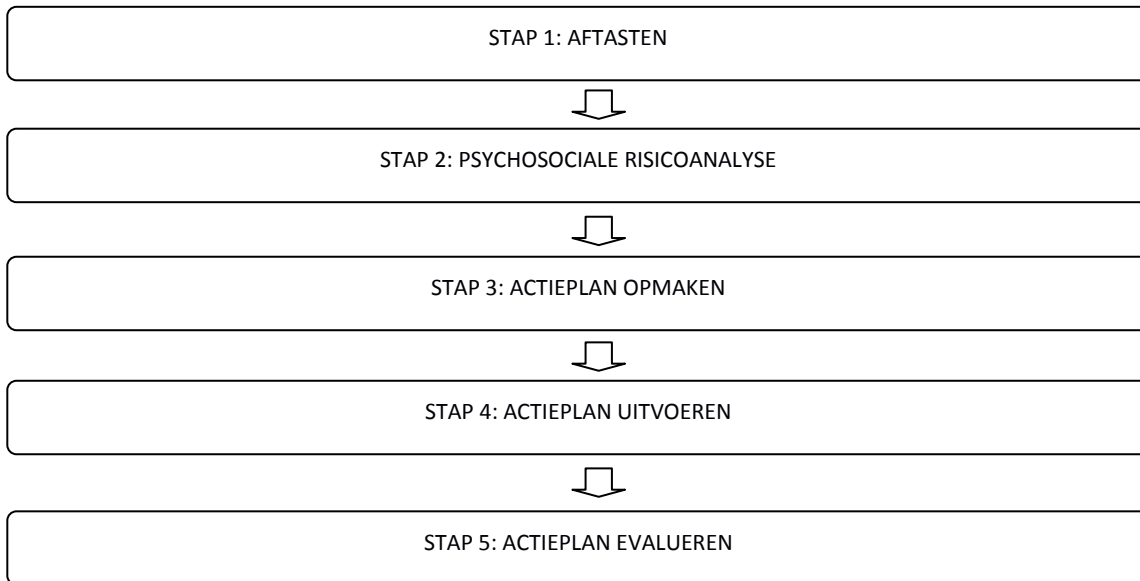 STAP 1: AFTASTEN
STAP 2: PSYCHOSOCIALE RISICOANALYSE
STAP 3: ACTIEPLAN OPMAKEN
STAP 4: ACTIEPLAN UITVOEREN
STAP 5: ACTIEPLAN EVALUEREN